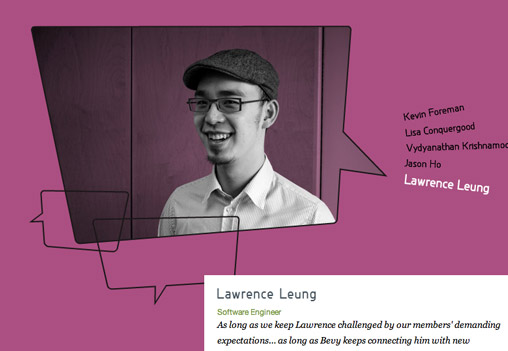 Kevin Foreman
Lisa Conquergood
Vydyanathan Krishnamoo
Jason Ho
Lawrence Leung
Lawrence Leung
Software Engineer
As long as we keep Lawrence challenged by our members' demanding
expectations... as long as Bevy keeps connecting him with new